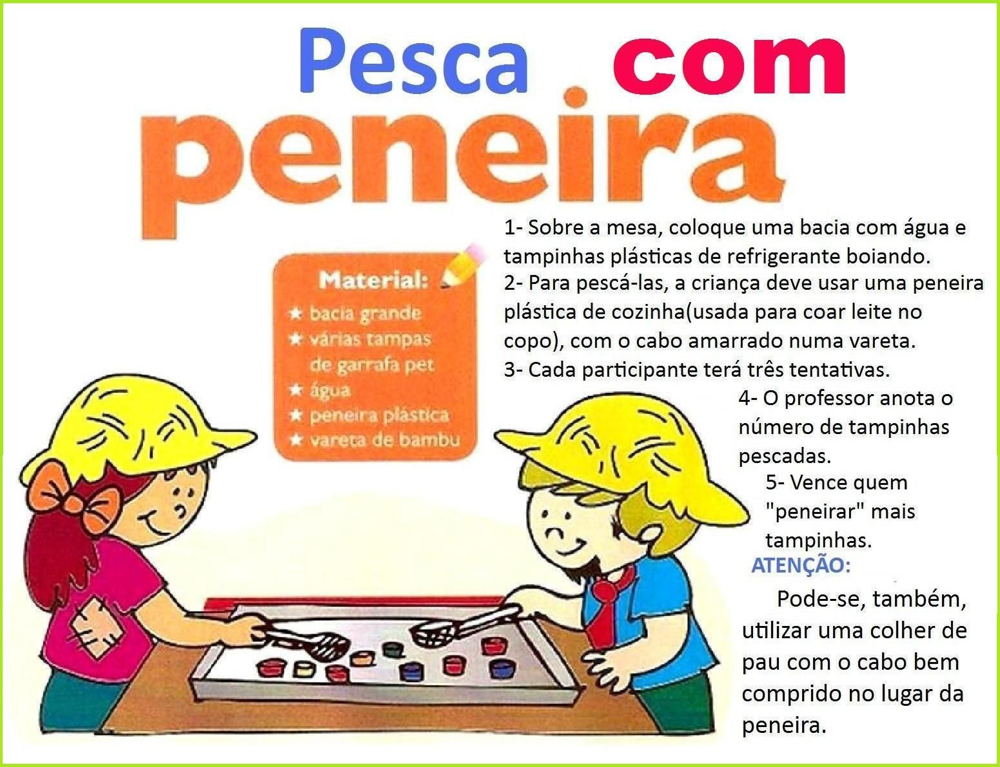 Pesca com
peneira
Material:
★ bacia grande
★ várias tampas
de garrafa pet
★ água
★ peneira plástica
★ vareta de bambu
1- Sobre a mesa, coloque uma bacia com água e
tampinhas plásticas de refrigerante boiando.
2- Para pescá-las, a criança deve usar uma peneira
plástica de cozinha(usada para coar leite no
copo), com o cabo amarrado numa vareta.
3- Cada participante terá três tentativas.
4- O professor anota o
número de tampinhas
pescadas.
5- Vence quem
"peneirar" mais
tampinhas.
ATENÇÃO:
Pode-se, também,
utilizar uma colher de
pau com o cabo bem
comprido no lugar da
peneira.